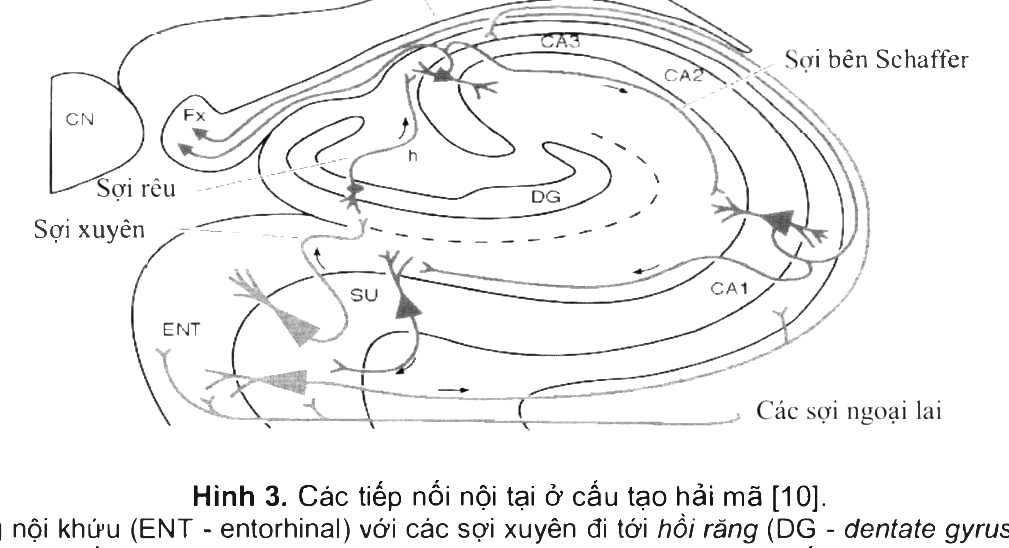 CA3
Sợi bên Schaffer
CA2
CN
Fx
h
Sợi rêu
DG
Sợi xuyên
SU
CA1
ENT
Các sợi ngoại lai
Hình 3. Các tiếp nối nội tại ở cấu tạo hải mã [10].
nội khứu (ENT - entorhinal) với các sợi xuyên đi tới hồi răng (DG - dentate gyrus